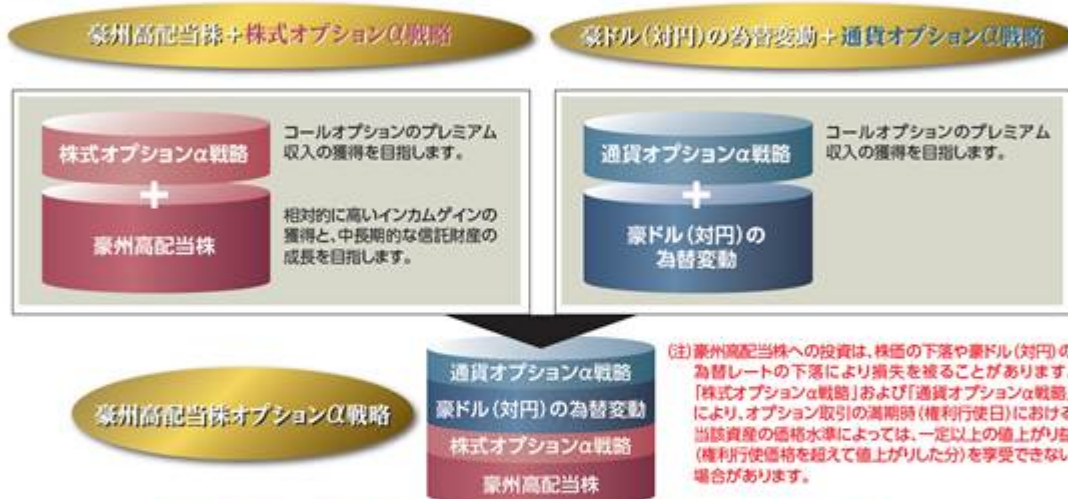 豪州高配当株+株式オプションα戦略
豪ドル(対円)の為替変動+通貨オプションα戦略
株式オプションα戦略
+
豪州高配当株
コールオプションのプレミアム
収入の獲得を目指します。
相対的に高いインカムゲインの
獲得と、中長期的な信託財産の
成長を目指します。
通貨オプションα戦略
+
豪ドル(対円)の
為替変動
コールオプションのプレミアム
収入の獲得を目指します。
豪州高配当株オプションα戦略
通貨オプションα戦略
豪ドル(対円)の為替変動
株式オプションα戦略
豪州高配当株
(注)豪州高配当株への投資は、株価の下落や豪ドル(対円)の
為替レートの下落により損失を被ることがあります。
「株式オプションα戦略」および「通貨オプションα戦略」
により、オプション取引の満期時(権利行使日)における
当該資産の価格水準によっては、一定以上の値上がり益
(権利行使価格を超えて値上がりした分)を享受できない
場合があります。